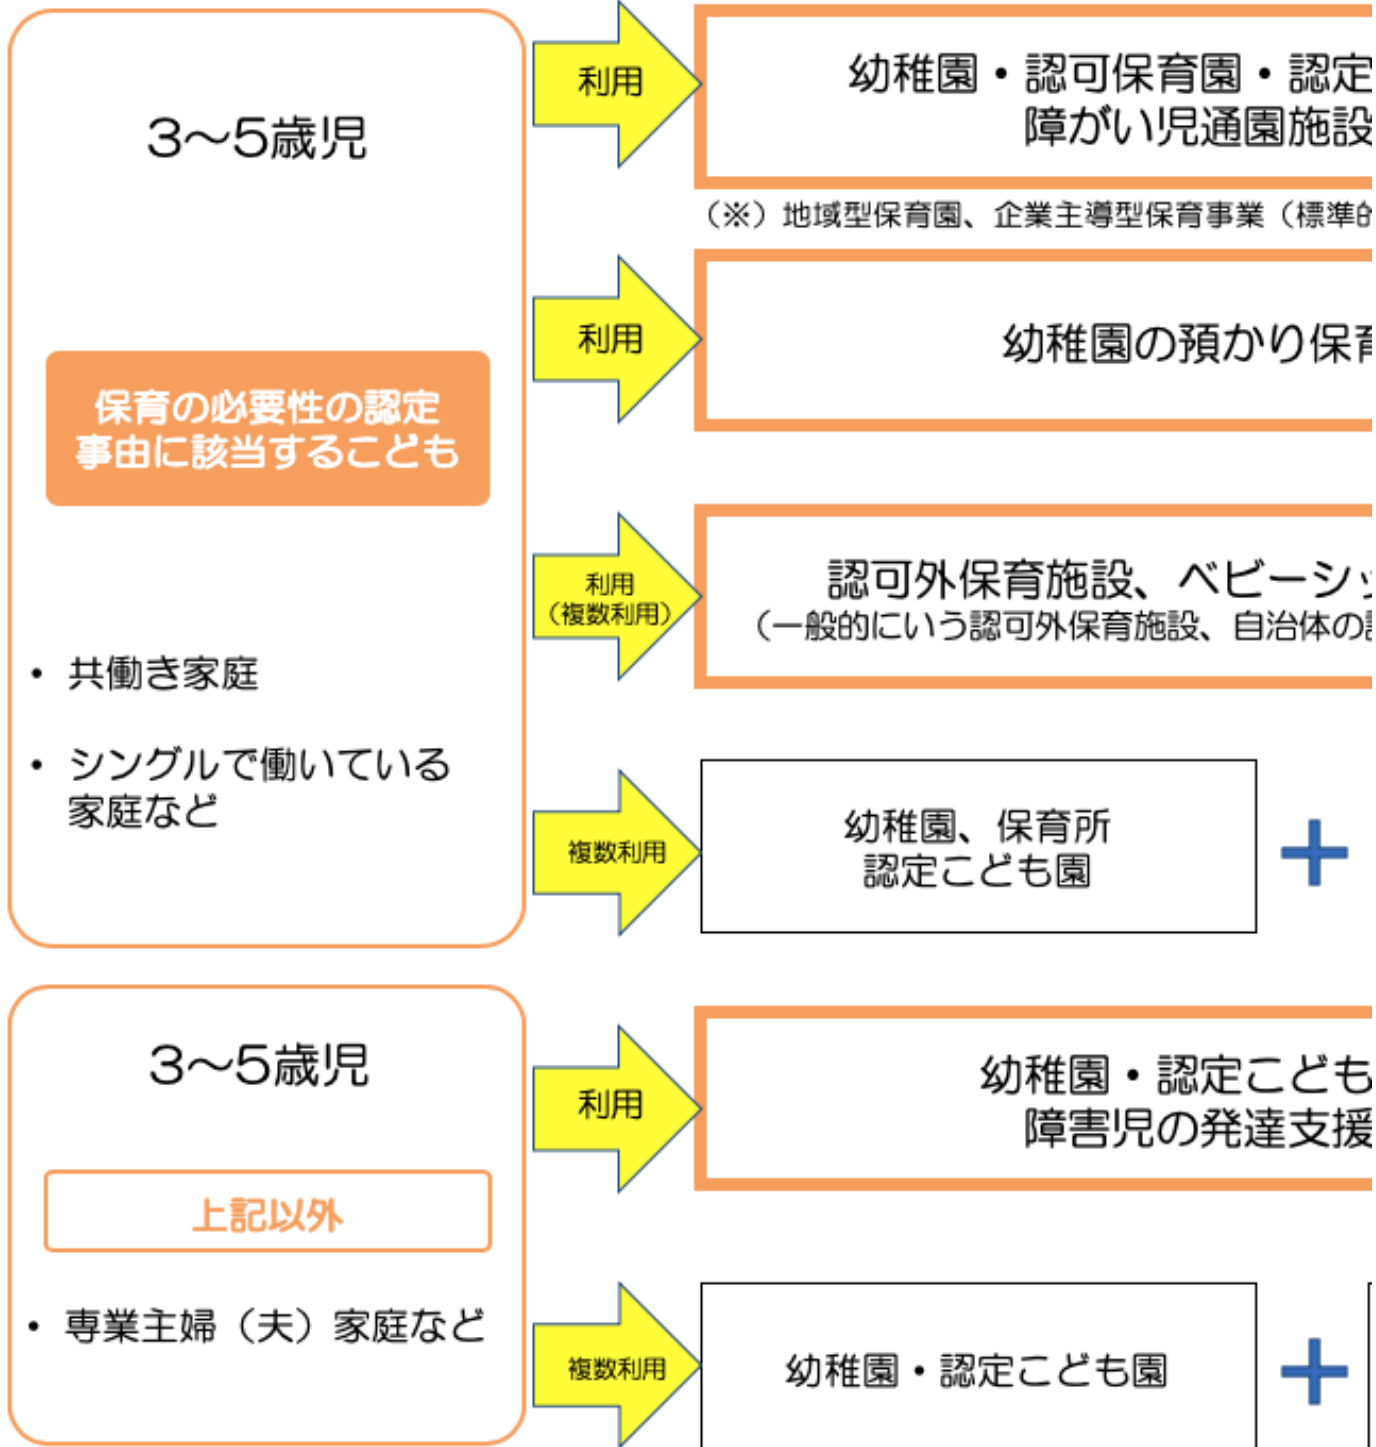 3〜5歳児
保育の必要性の認定
事由に該当するこども
• 共働き家庭
• シングルで働いている
家庭など
利用
幼稚園・認可保育園・認定
障がい児通園施設
（※）地域型保育園、企業主導型保育事業（標準的
利用
幼稚園の預かり保育
利用
（複数利用）
認可外保育施設、ベビーシッ
（一般的にいう認可外保育施設、自治体の
複数利用
幼稚園、保育所
認定こども園
+
3〜5歳児
上記以外
• 専業主婦（夫）家庭など
利用
幼稚園・認定こども
障害児の発達支援
複数利用
幼稚園・認定こども園
+